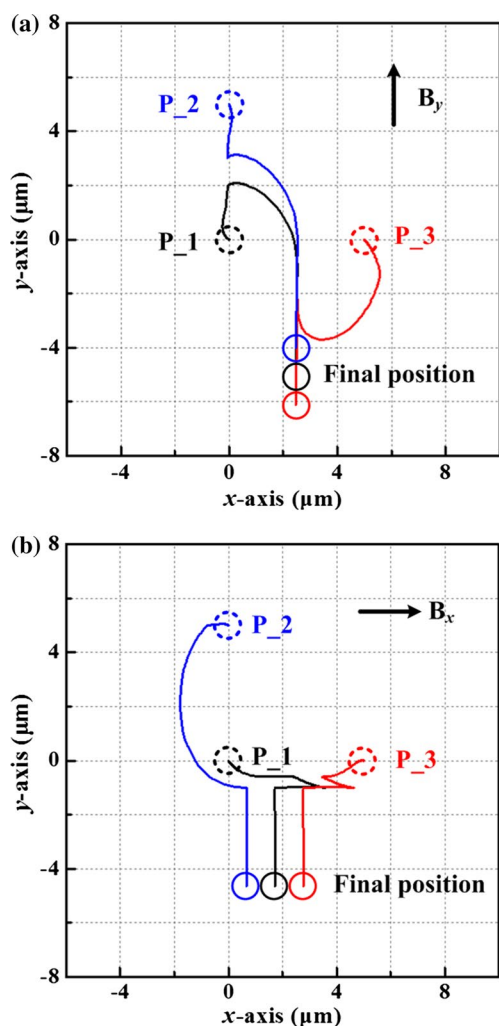 (a)
8
P_2
B_y
4
y-axis (µm)
0
P_1
P_3
-4
Final position
-8
-4
0
4
8
x-axis (µm)
(b)
8
P_2
B_x
4
y-axis (µm)
0
P_1
P_3
-4
Final position
-8
-4
0
4
8
x-axis (µm)